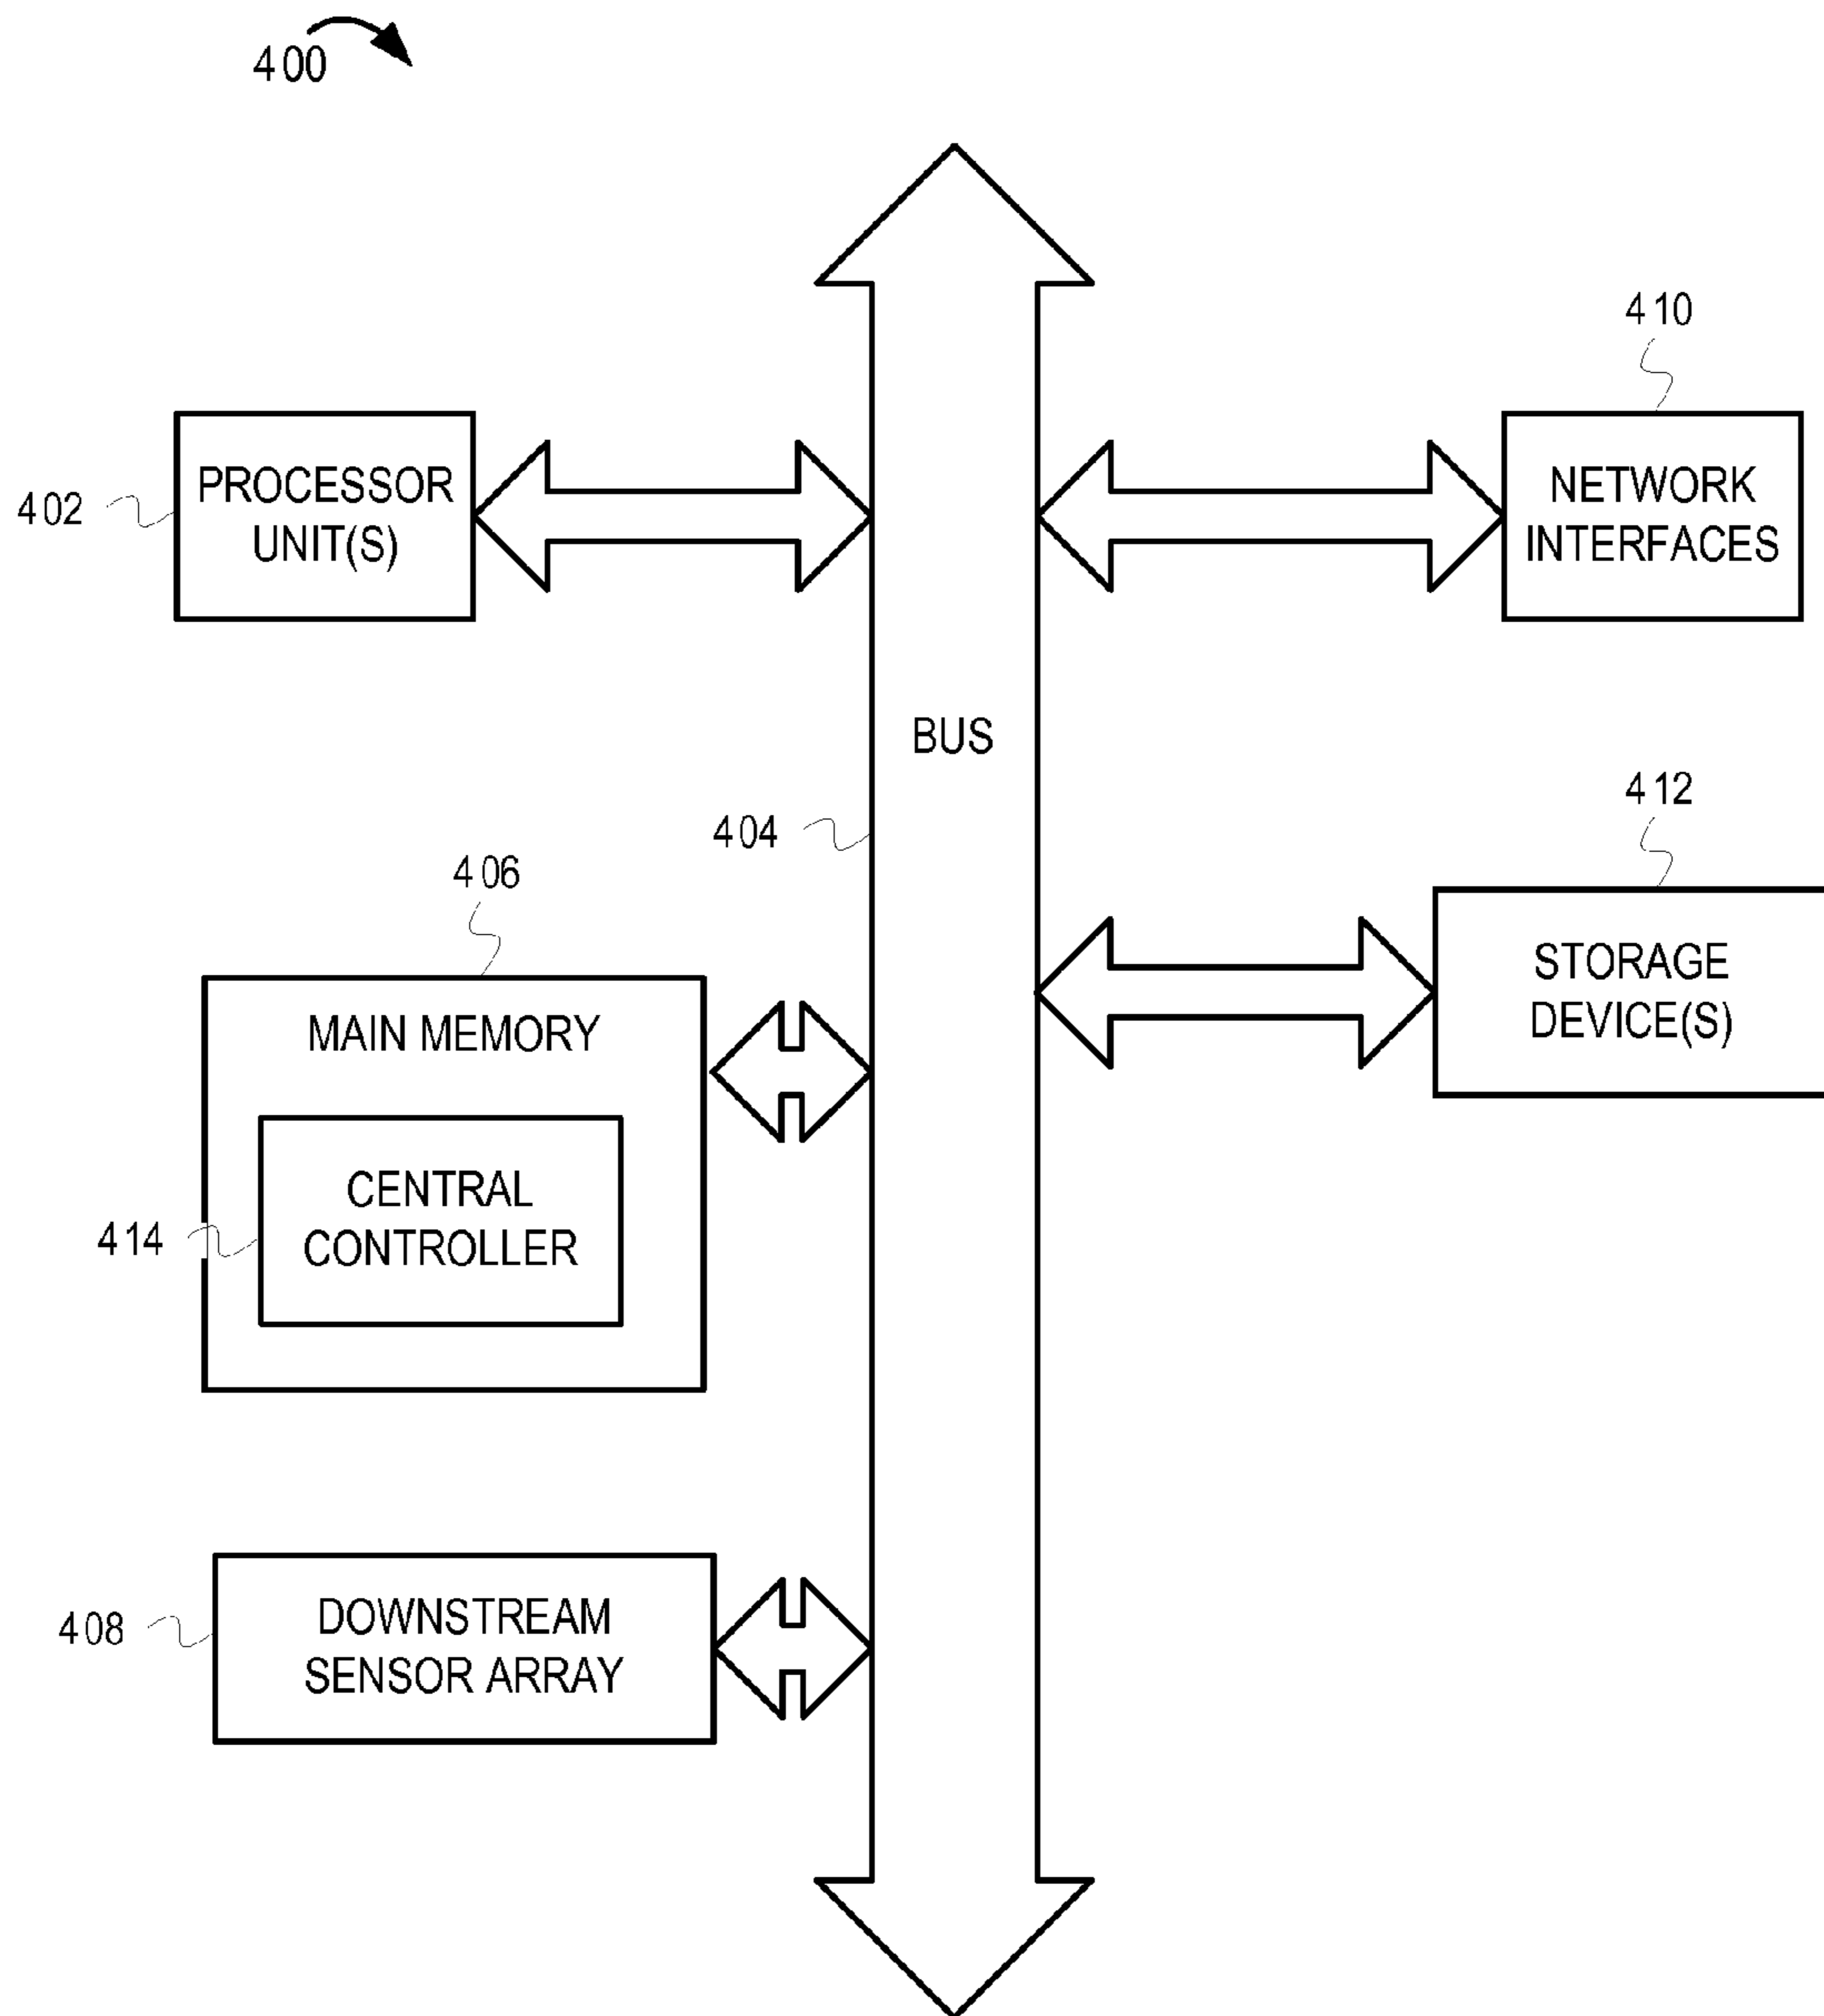 400
410
PROCESSOR
UNIT(S)
402
NETWORK
INTERFACES
BUS
404
412
406
STORAGE
DEVICE(S)
MAIN MEMORY
CENTRAL
CONTROLLER
414
DOWNSTREAM
SENSOR ARRAY
408